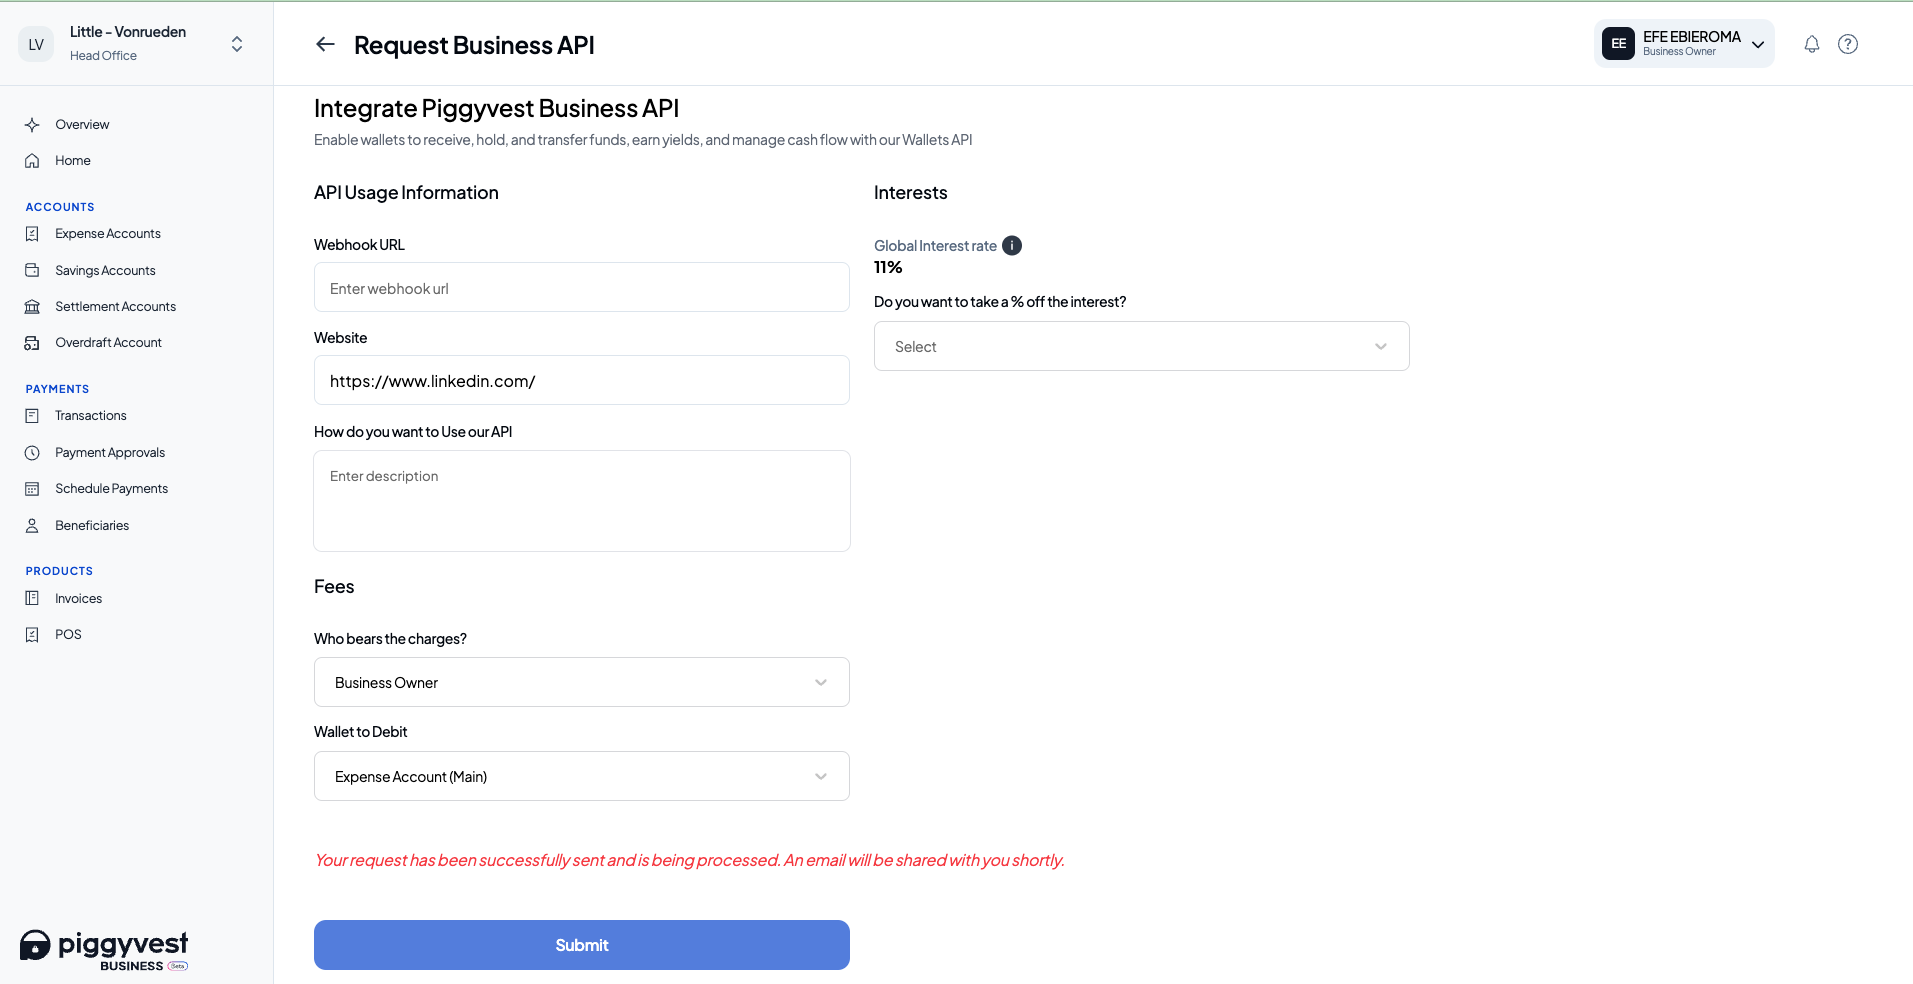 LV
Little - Vonrueden
Head Office
Overview
Home
ACCOUNTS
Expense Accounts
Savings Accounts
Settlement Accounts
Overdraft Account
PAYMENTS
Transactions
Payment Approvals
Schedule Payments
Beneficiaries
PRODUCTS
Invoices
POS
piggyvest
BUSINESS Beta
Request Business API
EE
EFE EBIEROMA
Business Owner
Integrate Piggyvest Business API
Enable wallets to receive, hold, and transfer funds, earn yields, and manage cash flow with our Wallets API
API Usage Information
Webhook URL
Enter webhook url
Website
https://www.linkedin.com/
How do you want to Use our API
Enter description
Fees
Who bears the charges?
Business Owner
Wallet to Debit
Expense Account (Main)
Interests
Global Interest rate
11%
Do you want to take a % off the interest?
Select
Your request has been successfully sent and is being processed. An email will be shared with you shortly.
Submit